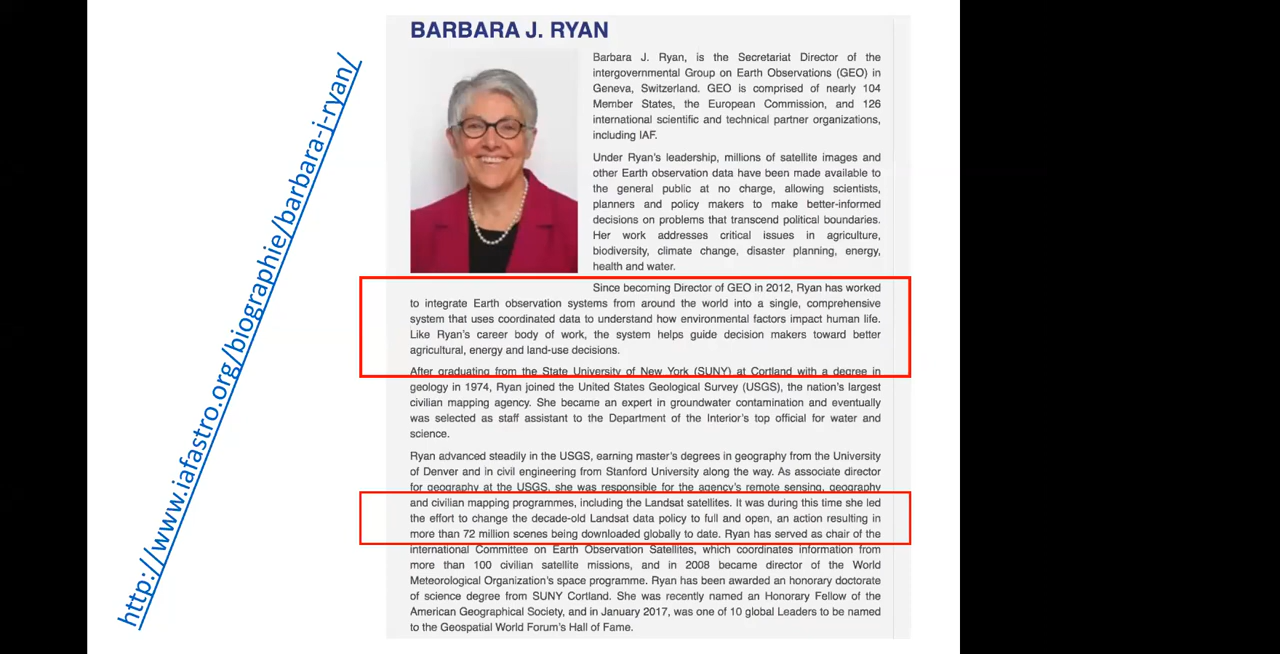 BARBARA J. RYAN
Barbara J. Ryan, is the Secretariat Director of the
intergovernmental Group on Earth Observations (GEO) in
Geneva, Switzerland. GEO is comprised of nearly 104
Member States, the European Commission, and 126
international scientific and technical partner organizations,
including IAF.
Under Ryan's leadership, millions of satellite images and
other Earth observation data have been made available to
the general public at no charge, allowing scientists,
planners and policy makers to make better-informed
decisions on problems that transcend political boundaries.
Her work addresses critical issues in agriculture,
biodiversity, climate change, disaster planning, energy,
health and water.
Since becoming Director of GEO in 2012, Ryan has worked
to integrate Earth observation systems from around the world into a single, comprehensive
system that uses coordinated data to understand how environmental factors impact human life.
Like Ryan's career body of work, the system helps guide decision makers toward better
agricultural, energy and land-use decisions.
After graduating from the State University of New York (SUNY) at Cortland with a degree in
geology in 1974, Ryan joined the United States Geological Survey (USGS), the nation's largest
civilian mapping agency. She became an expert in groundwater contamination and eventually
was selected as staff assistant to the Department of the Interior's top official for water and
science.
Ryan advanced steadily in the USGS, earning master's degrees in geography from the University
of Denver and in civil engineering from Stanford University along the way. As associate director
for geography at the USGS, she was responsible for the agency's remote sensing, geography
and civilian mapping programmes, including the Landsat satellites. It was during this time she led
the effort to change the decade-old Landsat data policy to full and open, an action resulting in
more than 72 million scenes being downloaded globally to date. Ryan has served as chair of the
international Committee on Earth Observation Satellites, which coordinates information from
more than 100 civilian satellite missions, and in 2008 became director of the World
Meteorological Organization's space programme. Ryan has been awarded an honorary doctorate
of science degree from SUNY Cortland. She was recently named an Honorary Fellow of the
American Geographical Society, and in January 2017, was one of 10 global Leaders to be named
to the Geospatial World Forum's Hall of Fame.
http://www.iafastro.org/biographie/barbara-j-ryan/